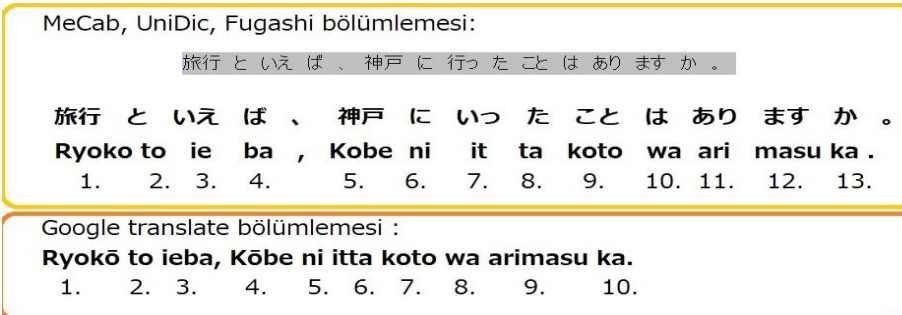 MeCab, UniDic, Fugashi bölümlemesi:
旅行 と いえ ば 、 神戸 に 行っ た こと は あり ます か 。
旅行 と いえ ば 、 神戸 に いっ た こと は あり ます か 。
Ryoko to ie ba , Kobe ni it ta koto wa ari masu ka .
1. 2. 3. 4. 5. 6. 7. 8. 9. 10. 11. 12. 13.
Google translate bölümlemesi :
Ryokō to ieba, Kōbe ni itta koto wa arimasu ka.
1. 2. 3. 4. 5. 6. 7. 8. 9. 10.